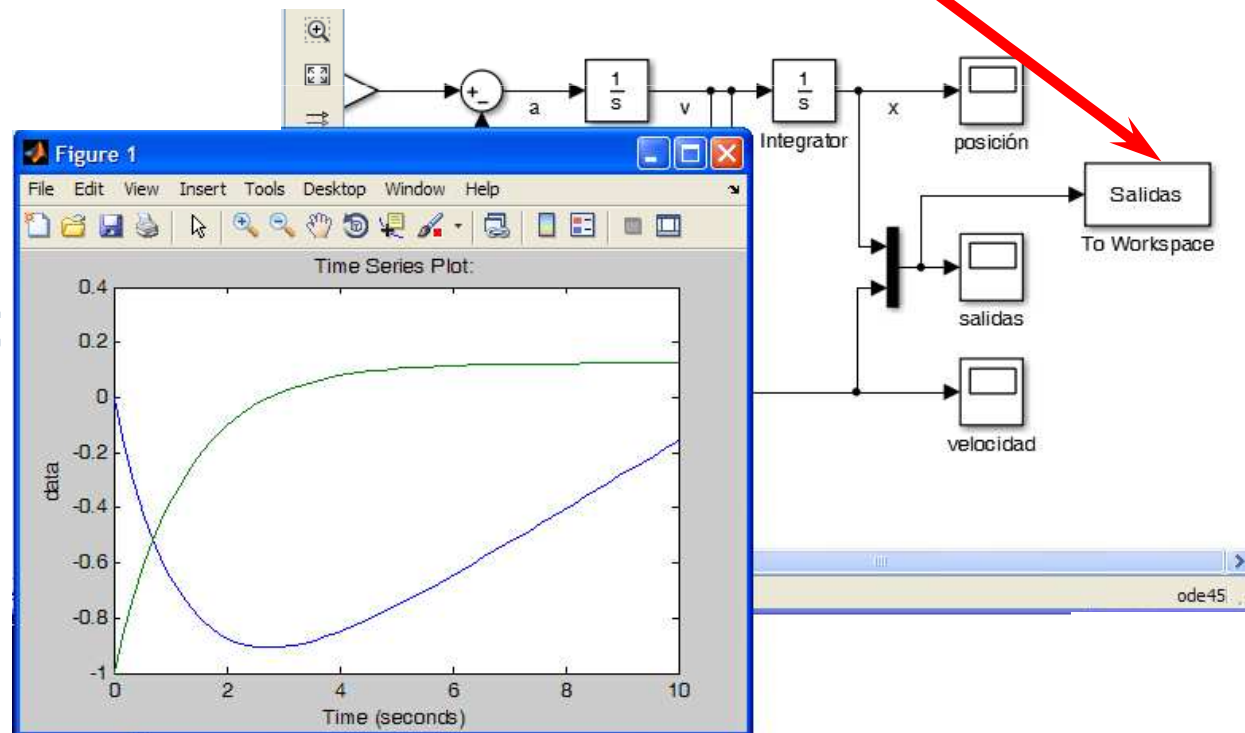 1
s
1
s
+
-
a
v
x
Integrator
posición
Salidas
To Workspace
salidas
velocidad
ode45
Figure 1
File Edit View Insert Tools Desktop Window Help
Time Series Plot:
0.4
0.2
0
-0.2
-0.4
-0.6
-0.8
-1
data
0 2 4 6 8 10
Time (seconds)